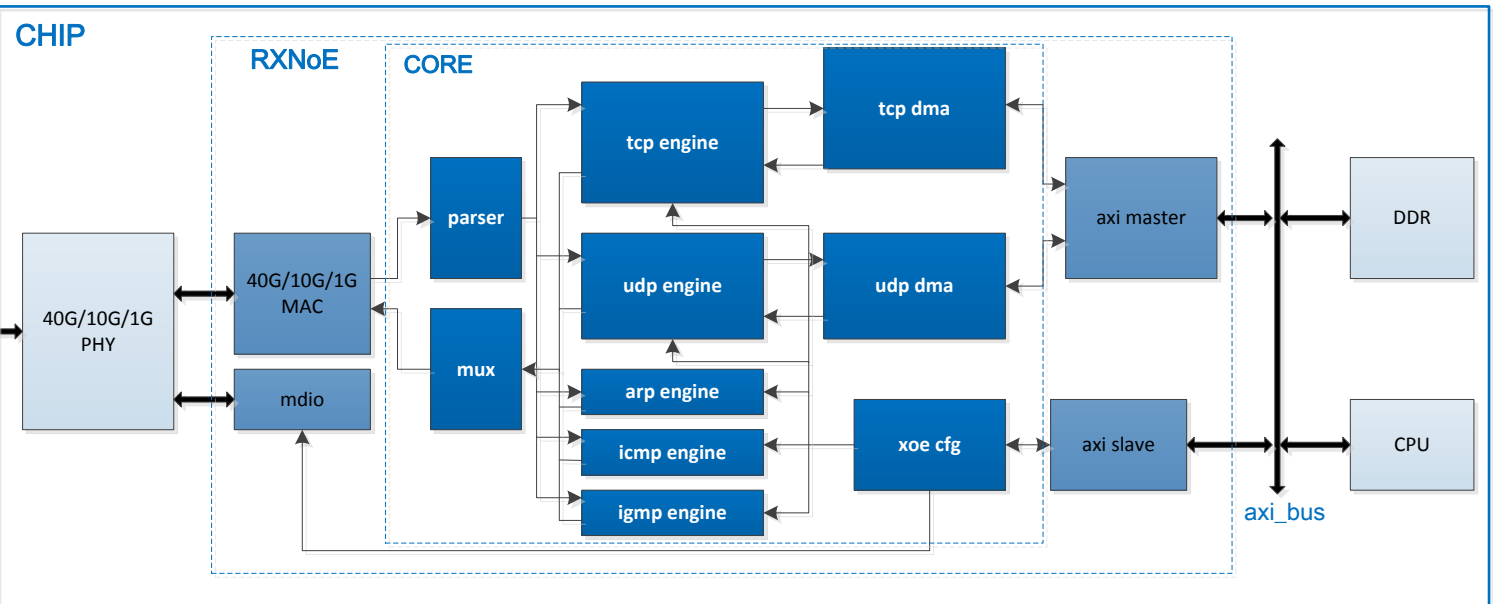 CHIP
RXNoE
CORE
tcp engine
tcp dma
parser
axi master
DDR
40G/10G/1G
PHY
40G/10G/1G
MAC
udp engine
udp dma
mux
mdio
arp engine
icmp engine
xoe cfg
axi slave
CPU
igmp engine
axi_bus